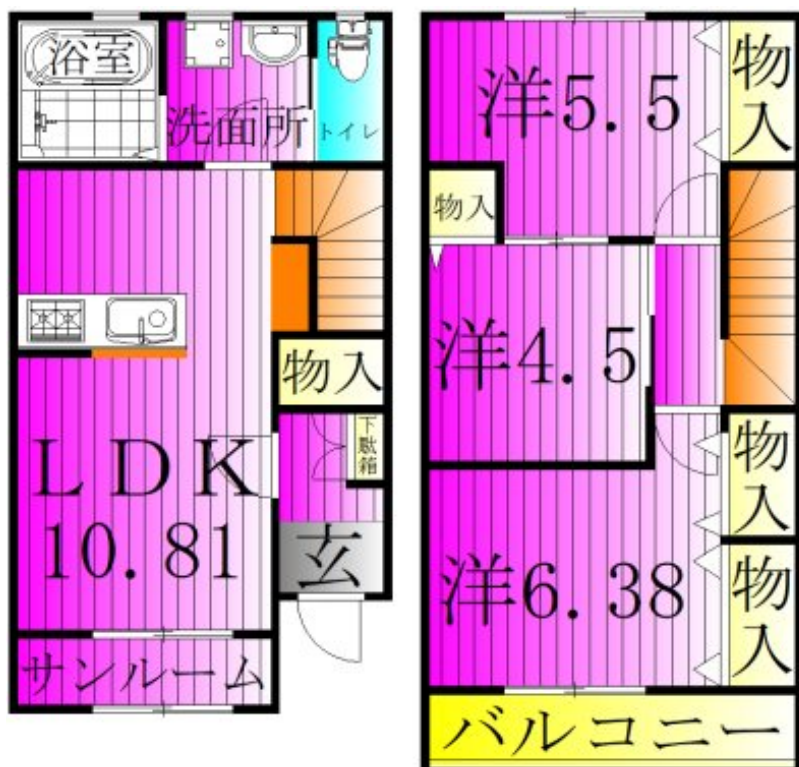 浴室
洗面所
トイレ
物入
下駄箱
LDK
10.81
玄
サンルーム
洋5.5
物入
物入
洋4.5
物入
洋6.38
物入
バルコニー